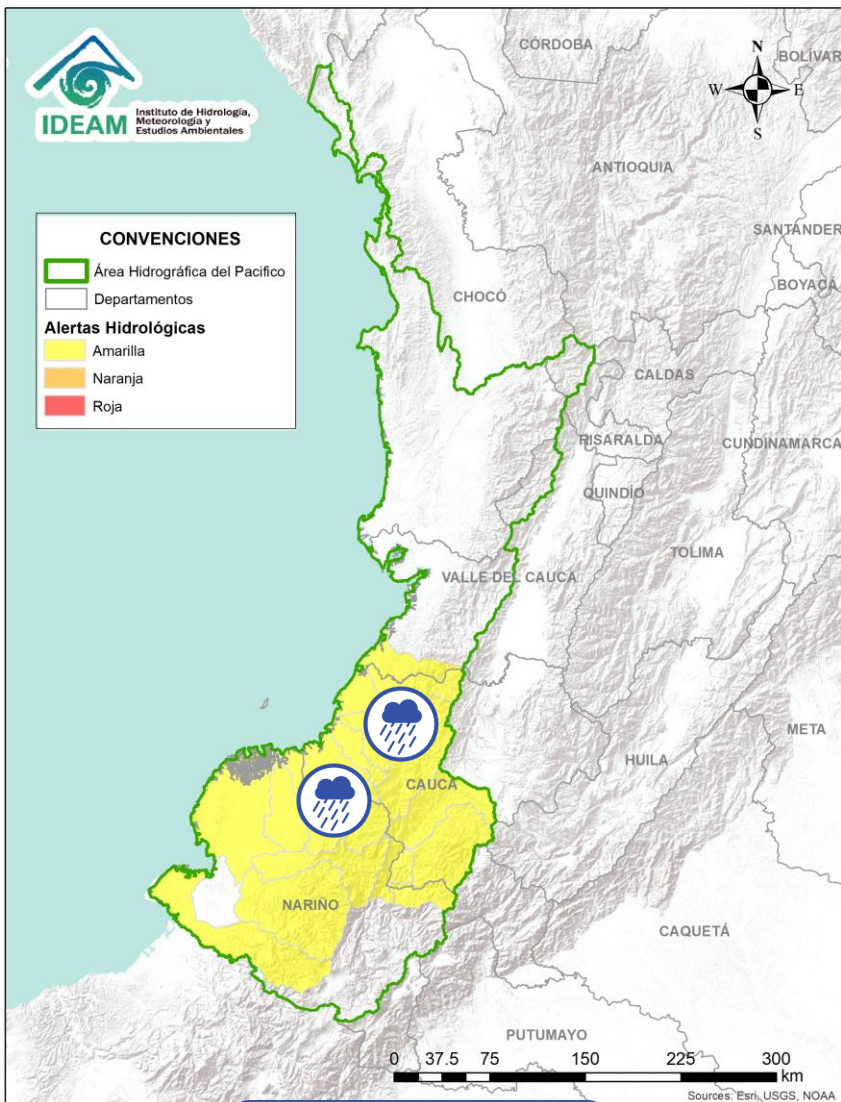 IDEAM
Instituto de Hidrología,
Meteorología y
Estudios Ambientales
CÓRDOBA
BOLÍVAR
N
W
E
S
ANTIOQUIA
SANTANDER
BOYACÁ
CONVENCIONES
Área Hidrográfica del Pacifico
Departamentos
Alertas Hidrológicas
Amarilla
Naranja
Roja
CHOCÓ
CALDAS
RISARALDA
CUNDINAMARCA
QUINDÍO
TOLIMA
VALLE DEL CAUCA
META
HUILA
CAUCA
NARIÑO
CAQUETÁ
PUTUMAYO
0 37.5 75 150 225 300
km
Sources: Esri, USGS, NOAA